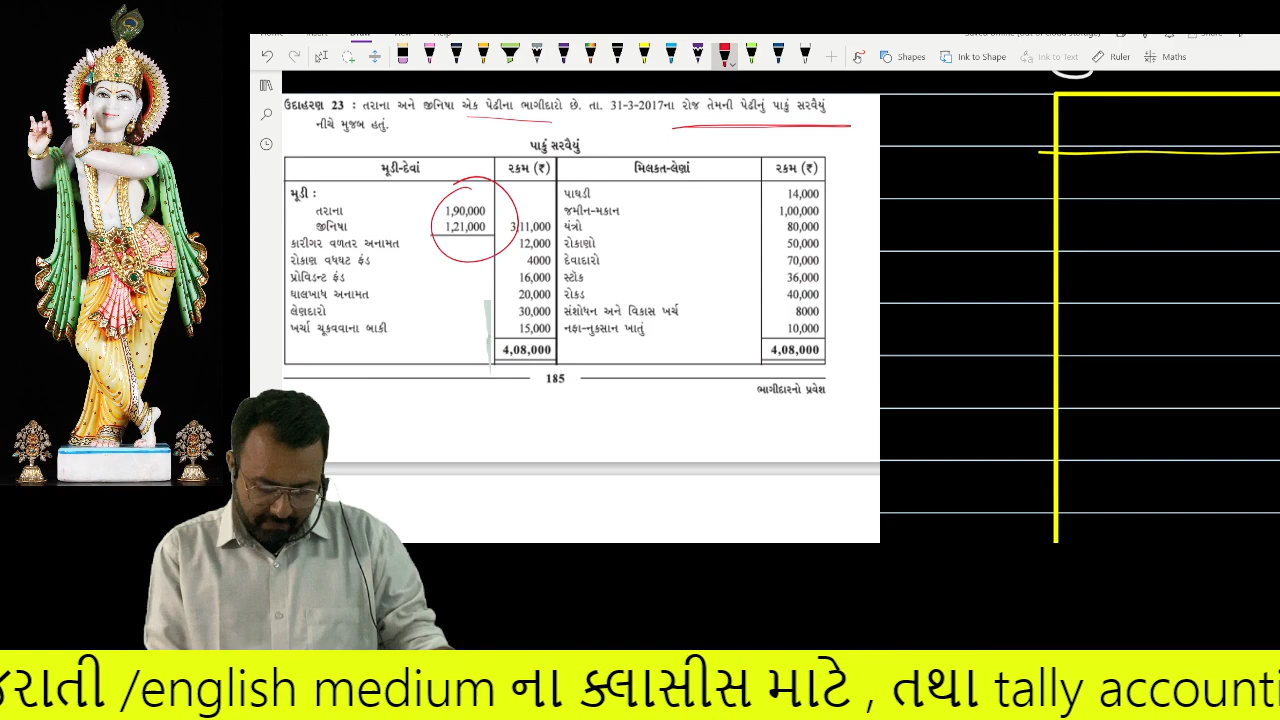 Shapes Ink to Shape Ink to Text Ruler Maths
ઉદાહરણ 23 : તરાના અને જીનિષા એક પેઢીના ભાગીદારો છે. તા. 31-3-2017ના રોજ તેમની પેઢીનું પાકું સરવૈયું
નીચે મુજબ હતું.
પાકું સરવૈયું
મૂડી-દેવાં રકમ (₹) મિલકત-લેણાં રકમ (₹)
મૂડી : પાઘડી 14,000
તરાના 1,90,000 જમીન-મકાન 1,00,000
જીનિષા 1,21,000 3,11,000 યંત્રો 80,000
કારીગર વળતર અનામત 12,000 રોકાણો 50,000
રોકાણ વધઘટ ફંડ 4000 દેવાદારો 70,000
પ્રોવિડન્ટ ફંડ 16,000 સ્ટૉક 36,000
ઘાલખાધ અનામત 20,000 રોકડ 40,000
લેણદારો 30,000 સંશોધન અને વિકાસ ખર્ચ 8000
ખર્ચા ચૂકવવાના બાકી 15,000 નફા-નુકસાન ખાતું 10,000
4,08,000 4,08,000
185
ભાગીદારનો પ્રવેશ
જરાતી /english medium ના ક્લાસીસ માટે , તથા tally accounti